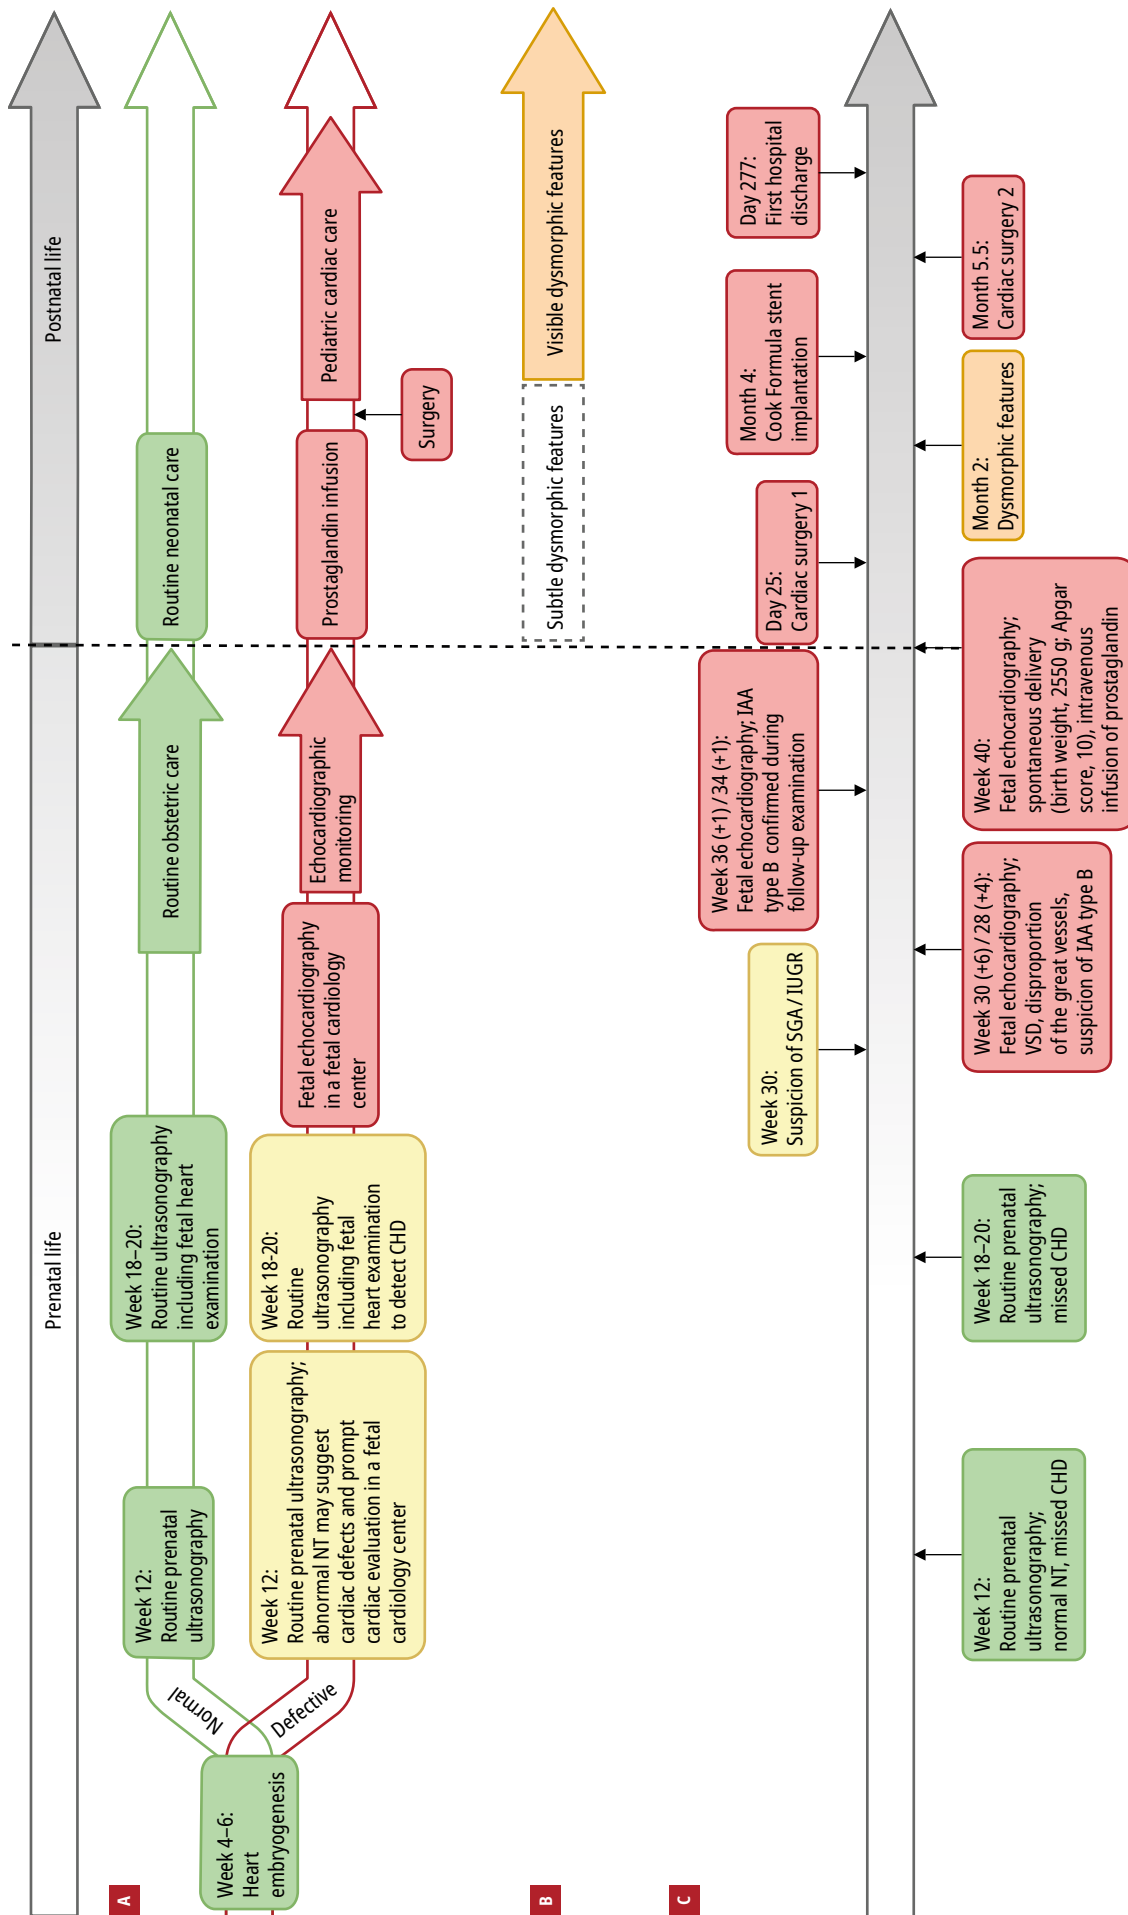 Prenatal life
Postnatal life
A
Week 4–6:
Heart
embryogenesis
Normal
Defective
Week 12:
Routine prenatal
ultrasonography
Week 18–20:
Routine ultrasonography
including fetal heart
examination
Routine obstetric care
Routine neonatal care
Week 12:
Routine prenatal ultrasonography;
abnormal NT may suggest
cardiac defects and prompt
cardiac evaluation in a fetal
cardiology center
Week 18-20:
Routine
ultrasonography
including fetal
heart examination
to detect CHD
Fetal echocardiography
in a fetal cardiology
center
Echocardiographic
monitoring
Prostaglandin infusion
Surgery
Pediatric cardiac care
B
Subtle dysmorphic features
Visible dysmorphic features
C
Week 30:
Suspicion of SGA / IUGR
Week 36 (+1) / 34 (+1):
Fetal echocardiography; IAA
type B confirmed during
follow-up examination
Day 25:
Cardiac surgery 1
Month 4:
Cook Formula stent
implantation
Day 277:
First hospital
discharge
Week 12:
Routine prenatal
ultrasonography;
normal NT, missed CHD
Week 18–20:
Routine prenatal
ultrasonography;
missed CHD
Week 30 (+6) / 28 (+4):
Fetal echocardiography;
VSD, disproportion
of the great vessels,
suspicion of IAA type B
Week 40:
Fetal echocardiography,
spontaneous delivery
(birth weight, 2550 g; Apgar
score, 10), intravenous
infusion of prostaglandin
Month 2:
Dysmorphic features
Month 5.5:
Cardiac surgery 2